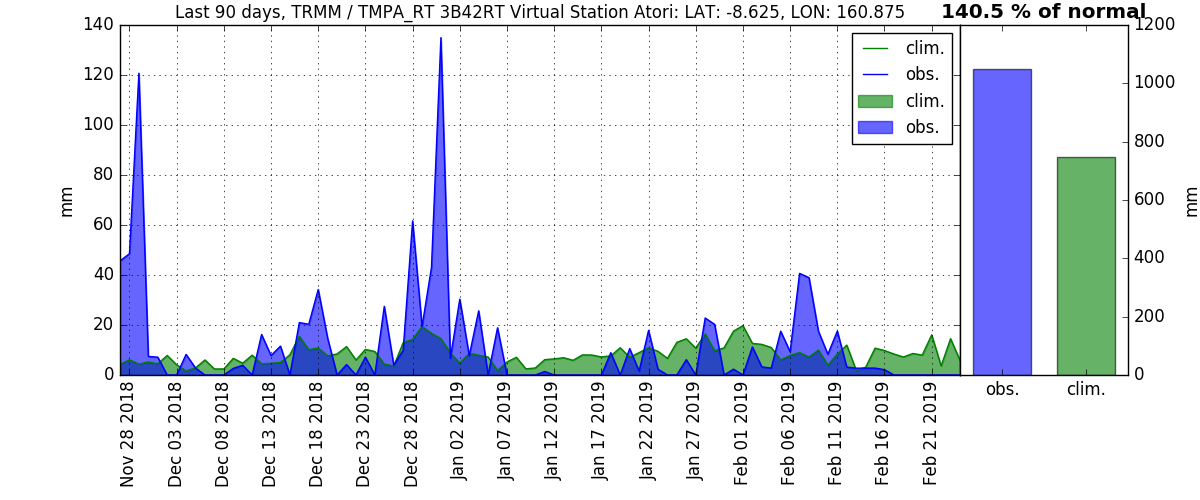 Last 90 days, TRMM / TMPA_RT 3B42RT Virtual Station Atori: LAT: -8.625, LON: 160.875
140.5 % of normal
mm
140
120
100
80
60
40
20
0
clim.
obs.
clim.
obs.
Nov 28 2018
Dec 03 2018
Dec 08 2018
Dec 13 2018
Dec 18 2018
Dec 23 2018
Dec 28 2018
Jan 02 2019
Jan 07 2019
Jan 12 2019
Jan 17 2019
Jan 22 2019
Jan 27 2019
Feb 01 2019
Feb 06 2019
Feb 11 2019
Feb 16 2019
Feb 21 2019
1200
1000
800
600
400
200
0
mm
obs.
clim.